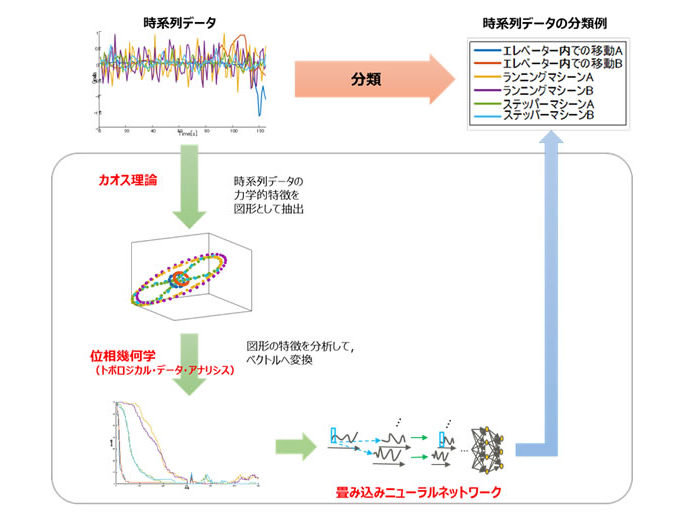 時系列データ
時系列データの分類例
分類
エレベーター内での移動A
エレベーター内での移動B
ランニングマシーンA
ランニングマシーンB
ステッパーマシーンA
ステッパーマシーンB
Time[s]
カオス理論
時系列データの
力学的特徴を
図形として抽出
位相幾何学
（トポロジカル・データ・アナリシス）
図形の特徴を分析して,
ベクトルへ変換
畳み込みニューラルネットワーク